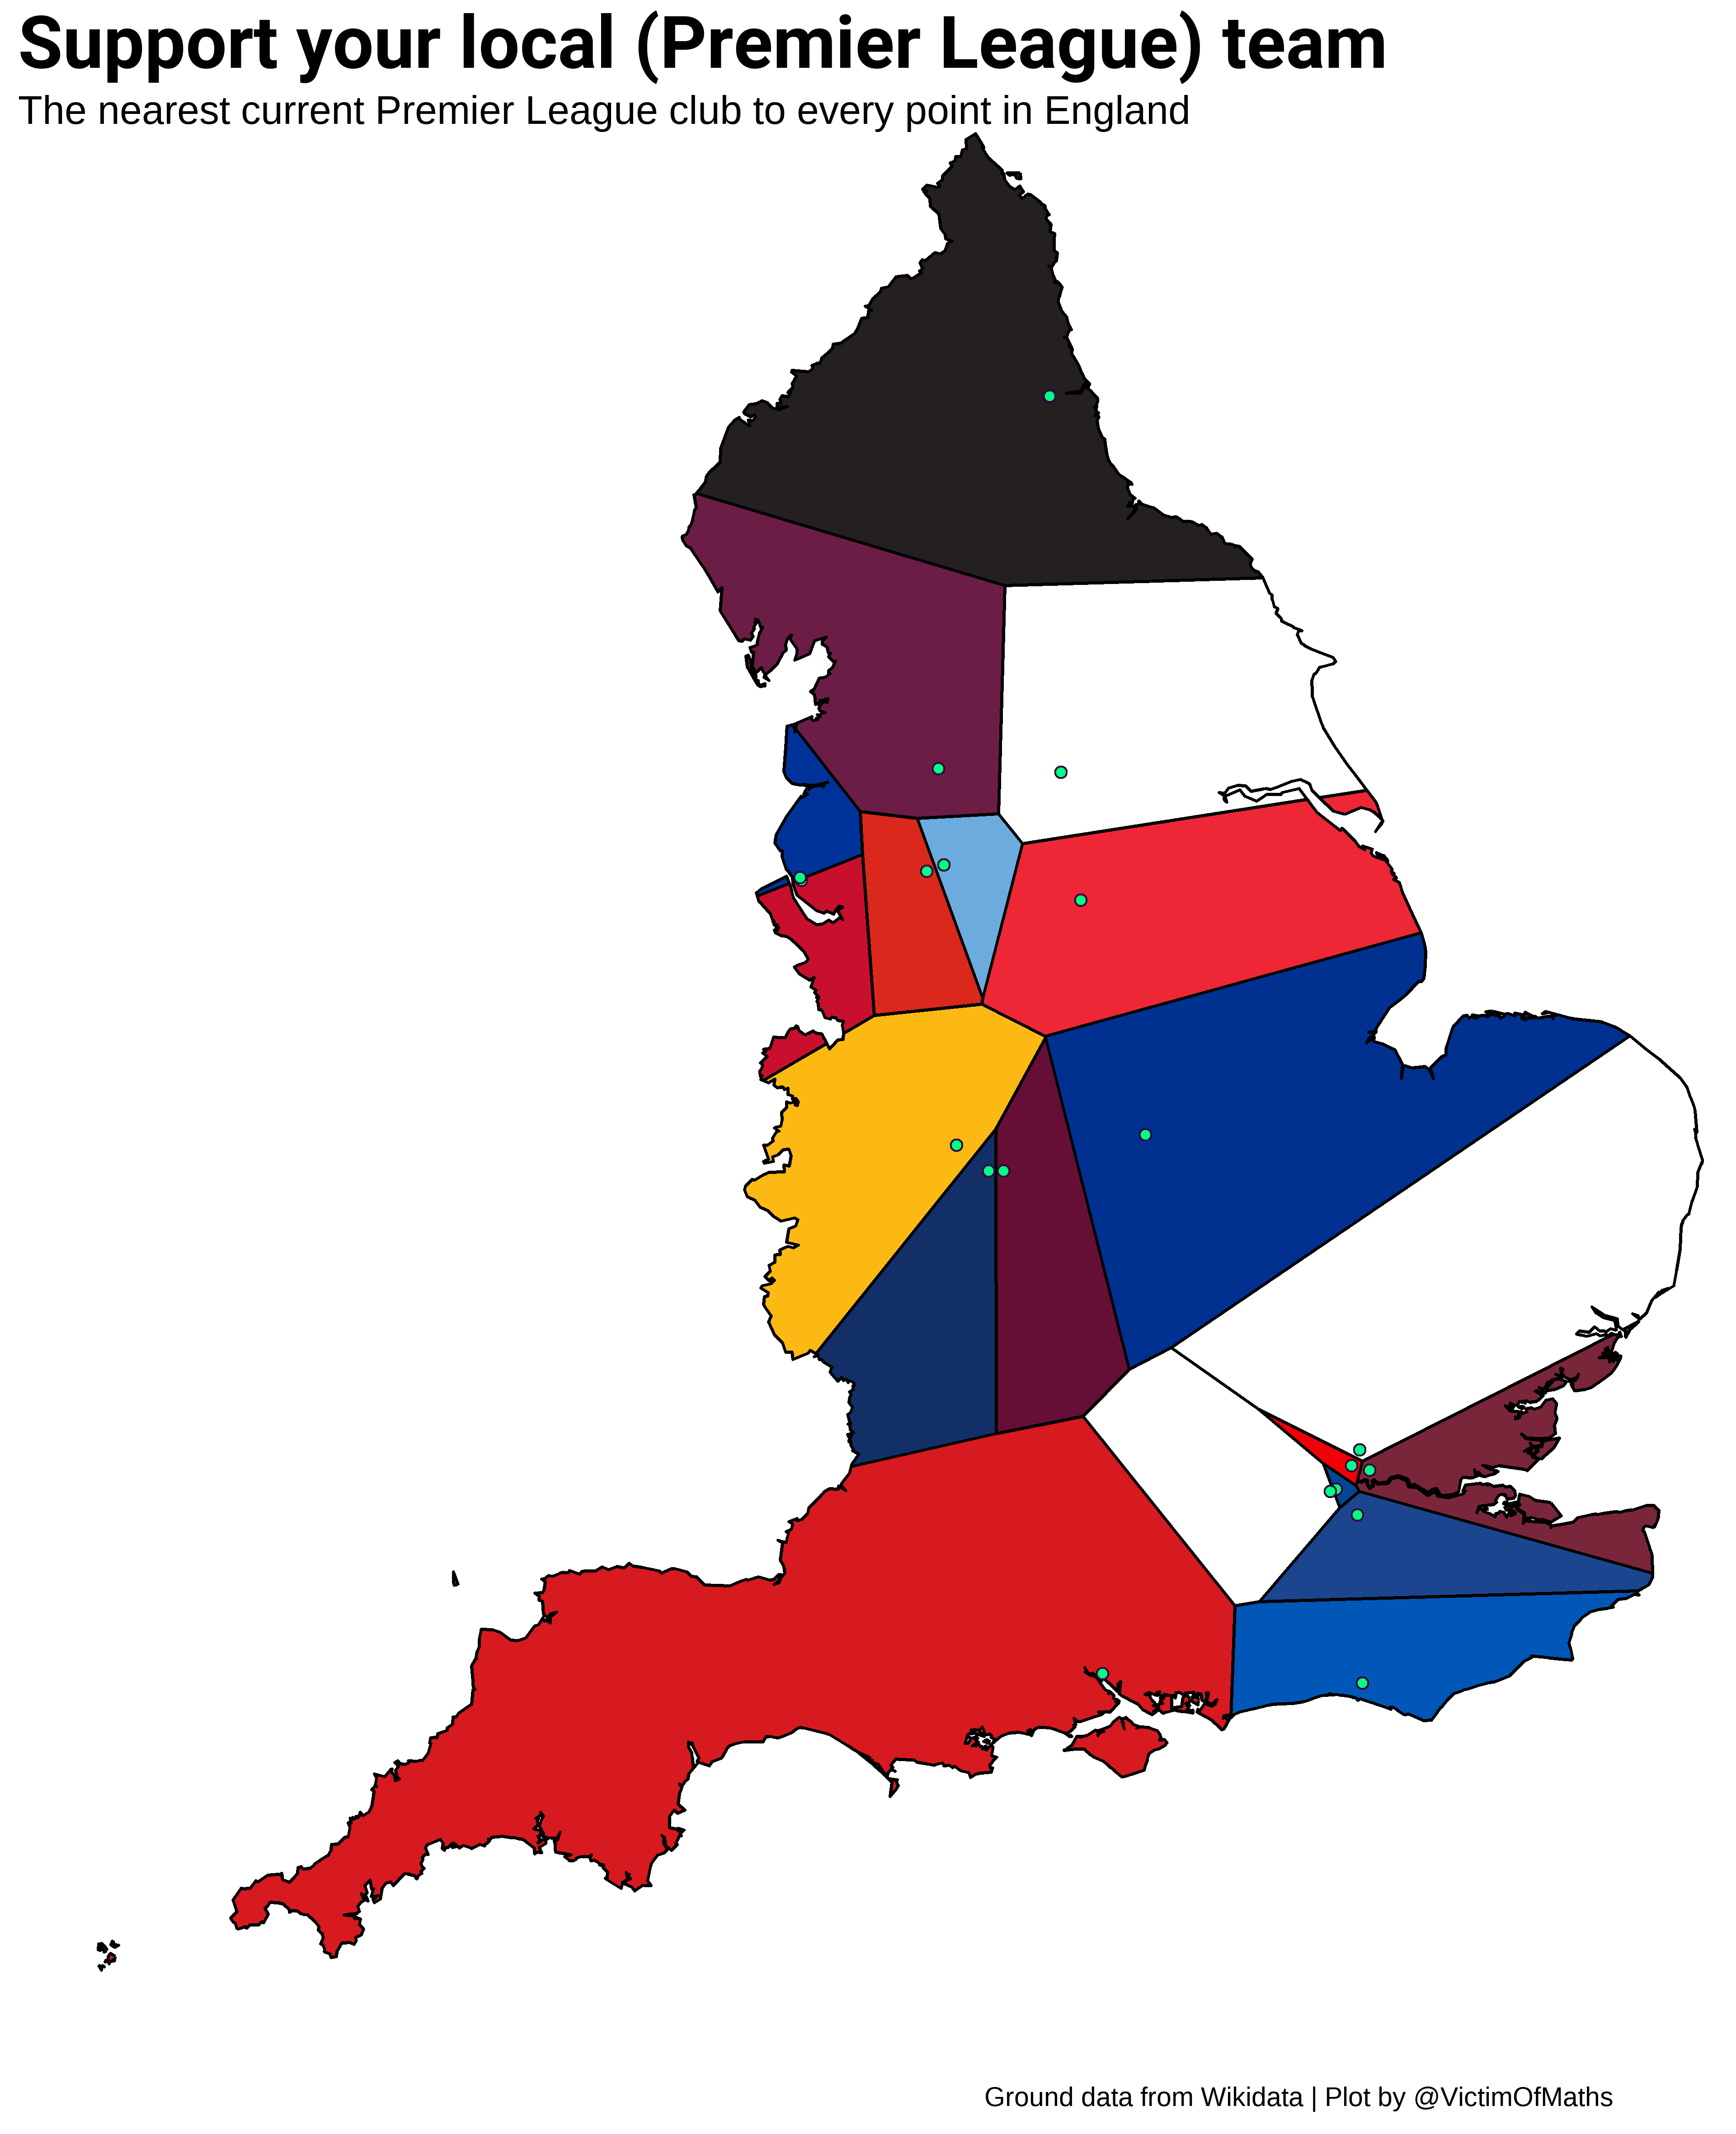 Support your local (Premier League) team
The nearest current Premier League club to every point in England
Ground data from Wikidata | Plot by @VictimOfMaths